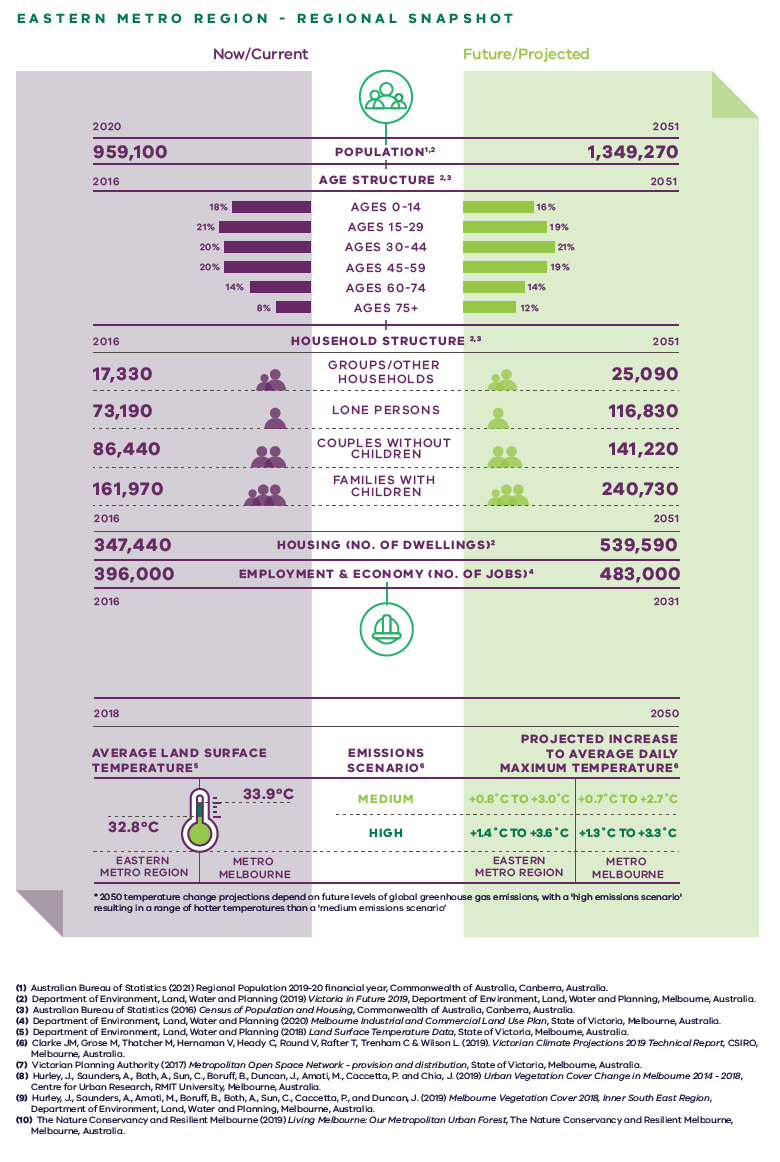 EASTERN METRO REGION - REGIONAL SNAPSHOT
Now/Current Future/Projected
2020 2051
959,100 POPULATION¹,² 1,349,270
2016 AGE STRUCTURE ²,³ 2051
18% AGES 0-14 16%
21% AGES 15-29 19%
20% AGES 30-44 21%
20% AGES 45-59 19%
14% AGES 60-74 14%
8% AGES 75+ 12%
2016 HOUSEHOLD STRUCTURE ²,³ 2051
17,330 GROUPS/OTHER HOUSEHOLDS 25,090
73,190 LONE PERSONS 116,830
86,440 COUPLES WITHOUT CHILDREN 141,220
161,970 FAMILIES WITH CHILDREN 240,730
2016 2051
347,440 HOUSING (NO. OF DWELLINGS)² 539,590
396,000 EMPLOYMENT & ECONOMY (NO. OF JOBS)⁴ 483,000
2016 2031
2018 2050
AVERAGE LAND SURFACE
TEMPERATURE⁵
EMISSIONS
SCENARIO⁶
PROJECTED INCREASE
TO AVERAGE DAILY
MAXIMUM TEMPERATURE⁶
33.9°C
32.8°C
MEDIUM +0.8°C TO +3.0°C +0.7°C TO +2.7°C
HIGH +1.4°C TO +3.6°C +1.3°C TO +3.3°C
EASTERN
METRO REGION
METRO
MELBOURNE
EASTERN
METRO REGION
METRO
MELBOURNE
* 2050 temperature change projections depend on future levels of global greenhouse gas emissions, with a 'high emissions scenario'
resulting in a range of hotter temperatures than a 'medium emissions scenario'
(1) Australian Bureau of Statistics (2021) Regional Population 2019-20 financial year, Commonwealth of Australia, Canberra, Australia.
(2) Department of Environment, Land, Water and Planning (2019) Victoria in Future 2019, Department of Environment, Land, Water and Planning, Melbourne, Australia.
(3) Australian Bureau of Statistics (2016) Census of Population and Housing, Commonwealth of Australia, Canberra, Australia.
(4) Department of Environment, Land, Water and Planning (2020) Melbourne Industrial and Commercial Land Use Plan, State of Victoria, Melbourne, Australia.
(5) Department of Environment, Land, Water and Planning (2018) Land Surface Temperature Data, State of Victoria, Melbourne, Australia.
(6) Clarke JM, Grose M, Thatcher M, Hernaman V, Heady C, Round V, Rafter T, Trenham C & Wilson L. (2019). Victorian Climate Projections 2019 Technical Report, CSIRO,
Melbourne, Australia.
(7) Victorian Planning Authority (2017) Metropolitan Open Space Network - provision and distribution, State of Victoria, Melbourne, Australia.
(8) Hurley, J., Saunders, A., Both, A., Sun, C., Boruff, B., Duncan, J., Amati, M., Caccetta, P. and Chia, J. (2019) Urban Vegetation Cover Change in Melbourne 2014 - 2018,
Centre for Urban Research, RMIT University, Melbourne, Australia.
(9) Hurley, J., Saunders, A., Amati, M., Boruff, B., Both, A., Sun, C., Caccetta, P., and Duncan, J. (2019) Melbourne Vegetation Cover 2018, Inner South East Region,
Department of Environment, Land, Water and Planning, Melbourne, Australia.
(10) The Nature Conservancy and Resilient Melbourne (2019) Living Melbourne: Our Metropolitan Urban Forest, The Nature Conservancy and Resilient Melbourne,
Melbourne, Australia.